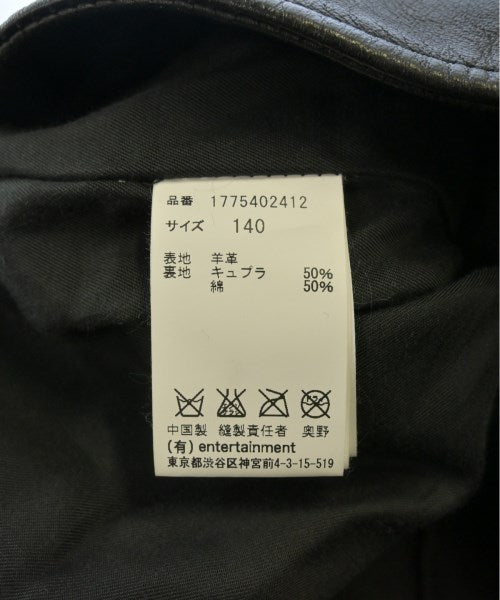 品番 1775402412
サイズ 140
表地 羊革
裏地 キュプラ 50%
綿 50%
中国製 縫製責任者 奥野
(有) entertainment
東京都渋谷区神宮前4-3-15-519